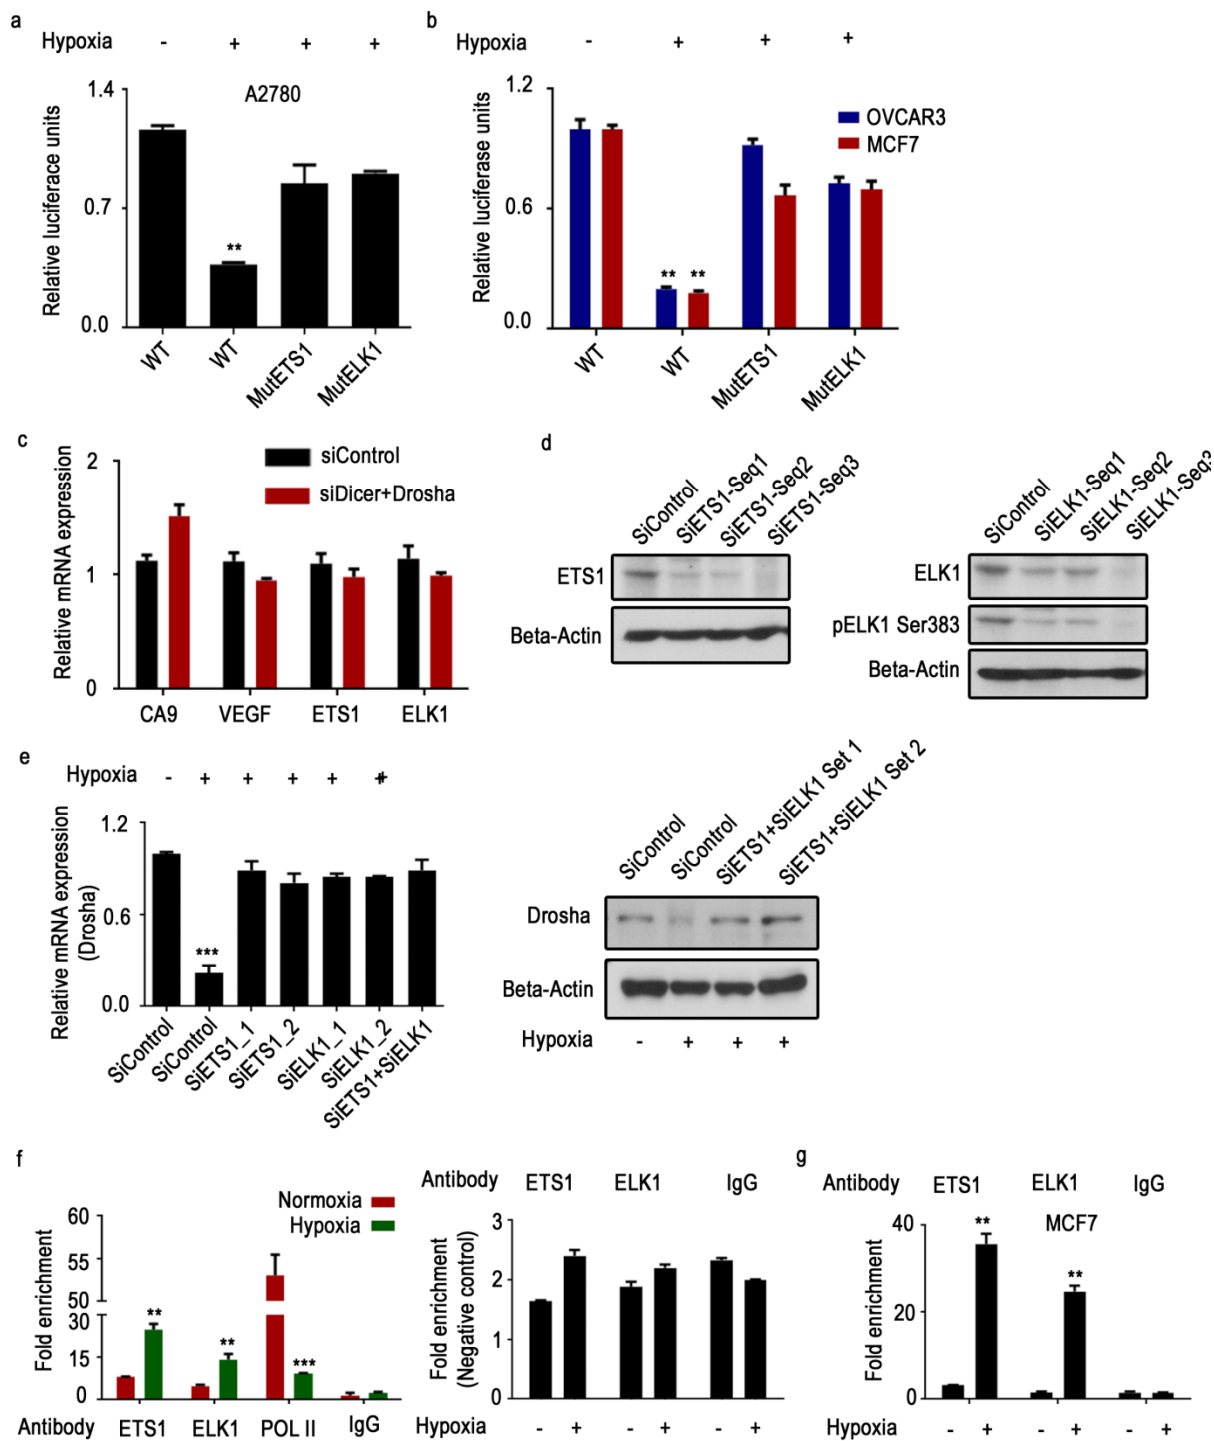 a
Hypoxia - + + +
A2780
Relative luciferace units
1.4
0.7
0.0
WT WT MutETS1 MutELK1
b
Hypoxia - + + +
OVCAR3
MCF7
Relative luciferase units
1.2
0.6
0.0
** **
**
WT WT MutETS1 MutELK1
c
siControl
siDicer+Drosha
Relative mRNA expression
2
1
0
CA9 VEGF ETS1 ELK1
d
SiControl SiETS1-Seq1 SiETS1-Seq2 SiETS1-Seq3
ETS1
Beta-Actin
SiControl SiELK1-Seq1 SiELK1-Seq2 SiELK1-Seq3
ELK1
pELK1 Ser383
Beta-Actin
e
Hypoxia - + + + + +
Relative mRNA expression
(Drosha)
1.2
0.6
0.0
***
SiControl SiControl SiETS1_1 SiETS1_2 SiELK1_1 SiELK1_2 SiETS1+SiELK1
SiControl SiControl SiETS1+SiELK1 Set 1 SiETS1+SiELK1 Set 2
Drosha
Beta-Actin
Hypoxia - + + +
f
Normoxia
Hypoxia
Fold enrichment
60
55
50
30
15
0
** ** ***
Antibody ETS1 ELK1 POL II IgG
Antibody ETS1 ELK1 IgG
Fold enrichment
(Negative control)
3
2
1
0
Hypoxia - + - + - +
g
Antibody ETS1 ELK1 IgG
MCF7
Fold enrichment
40
20
0
** **
Hypoxia - + - + - +